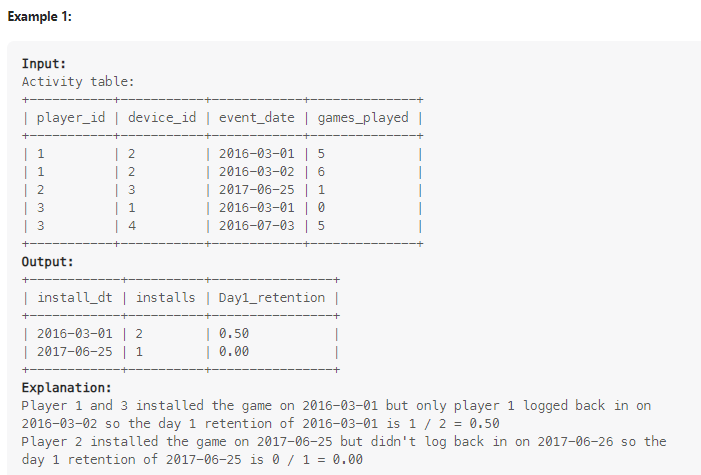 Example 1:
Input:
Activity table:
+-----------+-----------+------------+--------------+
| player_id | device_id | event_date | games_played |
+-----------+-----------+------------+--------------+
| 1         | 2         | 2016-03-01 | 5            |
| 1         | 2         | 2016-03-02 | 6            |
| 2         | 3         | 2017-06-25 | 1            |
| 3         | 1         | 2016-03-01 | 0            |
| 3         | 4         | 2016-07-03 | 5            |
+-----------+-----------+------------+--------------+
Output:
+------------+----------+----------------+
| install_dt | installs | Day1_retention |
+------------+----------+----------------+
| 2016-03-01 | 2        | 0.50           |
| 2017-06-25 | 1        | 0.00           |
+------------+----------+----------------+
Explanation:
Player 1 and 3 installed the game on 2016-03-01 but only player 1 logged back in on
2016-03-02 so the day 1 retention of 2016-03-01 is 1 / 2 = 0.50
Player 2 installed the game on 2017-06-25 but didn't log back in on 2017-06-26 so the
day 1 retention of 2017-06-25 is 0 / 1 = 0.00